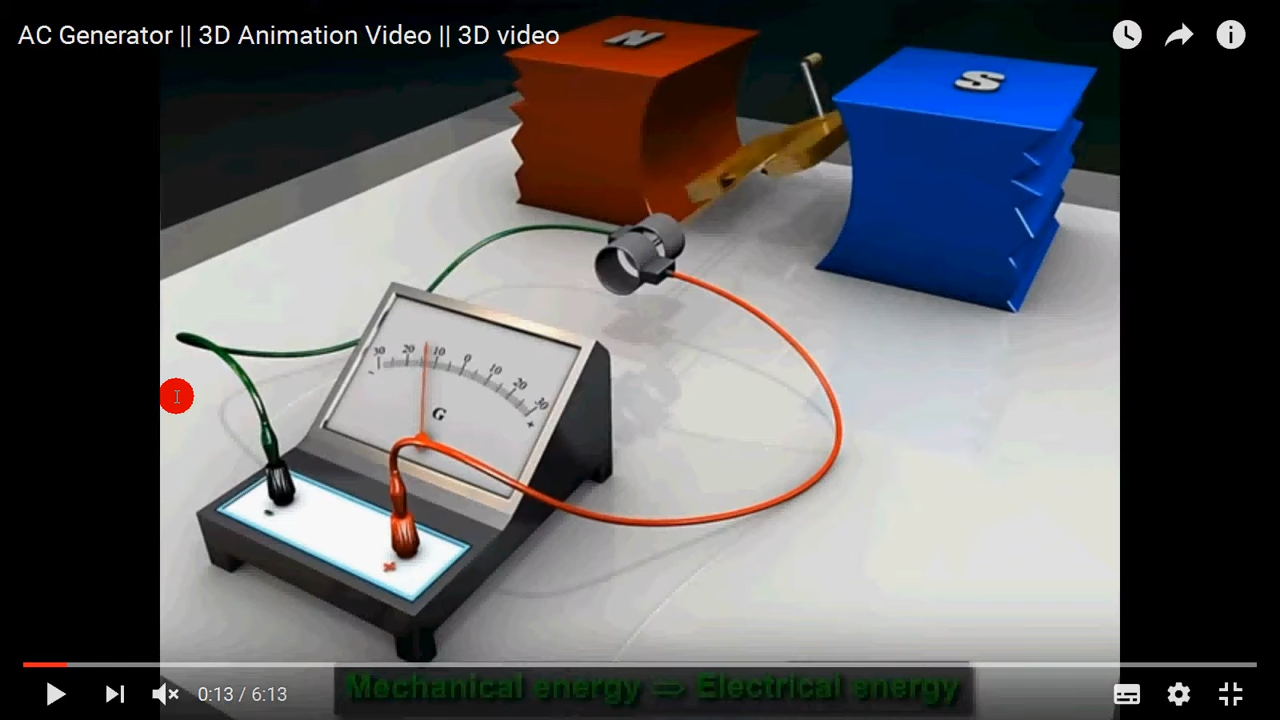 AC Generator || 3D Animation Video || 3D video
N
S
30 20 10 0 10 20 30
- +
G
-
+
0:13 / 6:13
Mechanical energy ⇒ Electrical energy